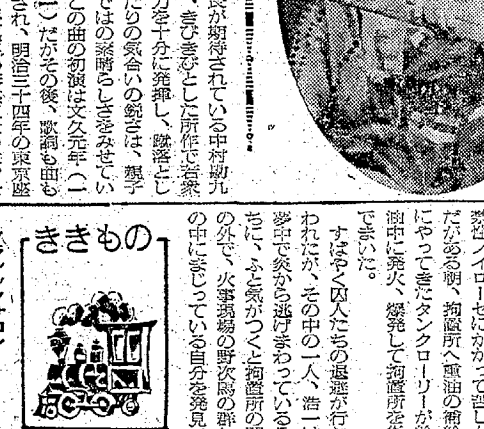 長が期待されている中村勘九
、きびきびとした所作で若衆
力を十分に発揮し、蹴落とし
たりの気合いの鋭さは、親子
ではの素晴らしさをみせてい
この曲の初演は文久元年（一
一）だがその後、歌詞も曲も
され、明治三十四年の東京座
ノイローゼにかかって苦し
だがある朝、拘置所へ重油の補給
にやってきたタンクローリーが
油中に発火、爆発して拘置所を
でまいた。
すばやく囚人たちの退避が行
われたが、その中の一人、浩一は
夢中で炎から逃げまわっている
ちに、ふと気がつくと拘置所の
の外で、火事現場の野次馬の群
の中にまじっている自分を発見
ききもの